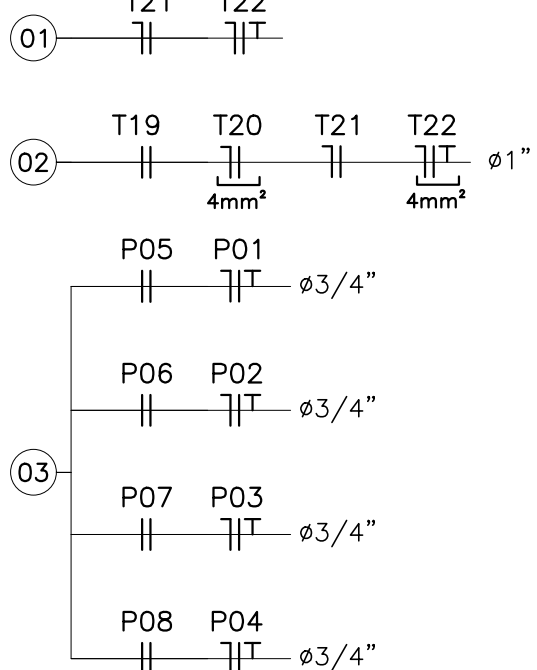 T21 T22
01
T19 T20 T21 T22
02 ø1"
4mm² 4mm²
P05 P01
ø3/4"
P06 P02
ø3/4"
03
P07 P03
ø3/4"
P08 P04
ø3/4"